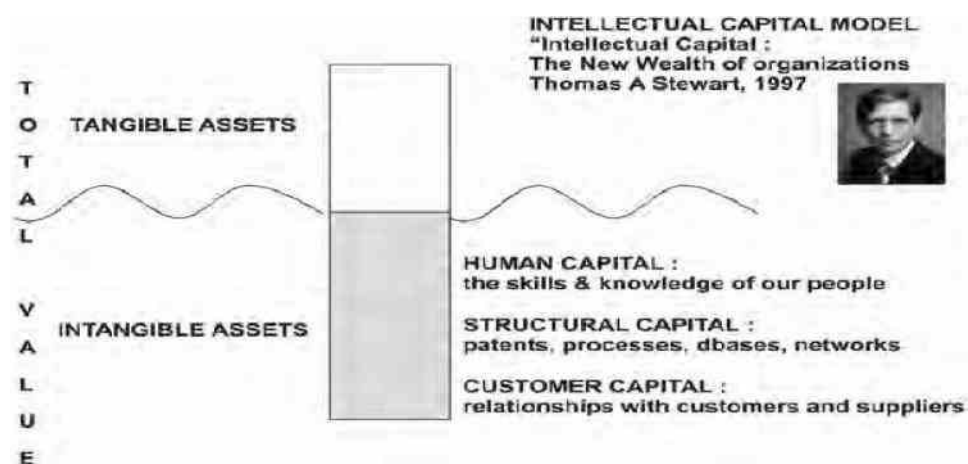 INTELLECTUAL CAPITAL MODEL
"Intellectual Capital :
The New Wealth of organizations
Thomas A Stewart, 1997
TOTAL VALUE
TANGIBLE ASSETS
INTANGIBLE ASSETS
HUMAN CAPITAL :
the skills & knowledge of our people
STRUCTURAL CAPITAL :
patents, processes, dbases, networks
CUSTOMER CAPITAL :
relationships with customers and suppliers